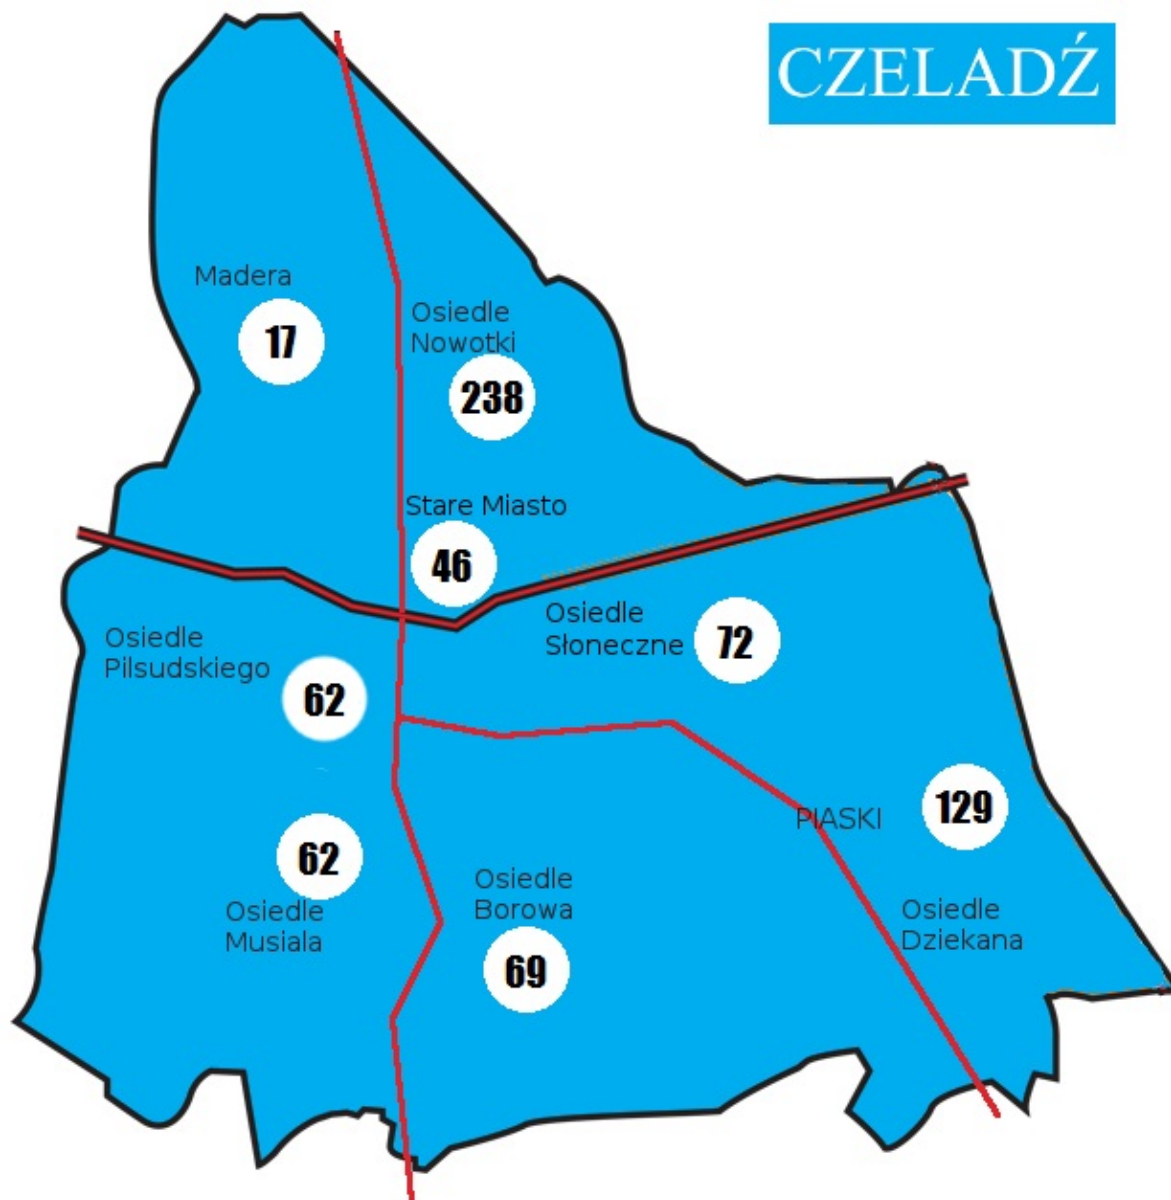 CZELADŹ
Madera
17
Osiedle
Nowotki
238
Stare Miasto
46
Osiedle
Słoneczne
72
Osiedle
Pilsudskiego
62
62
Osiedle
Musiala
Osiedle
Borowa
69
PIASKI
129
Osiedle
Dziekana